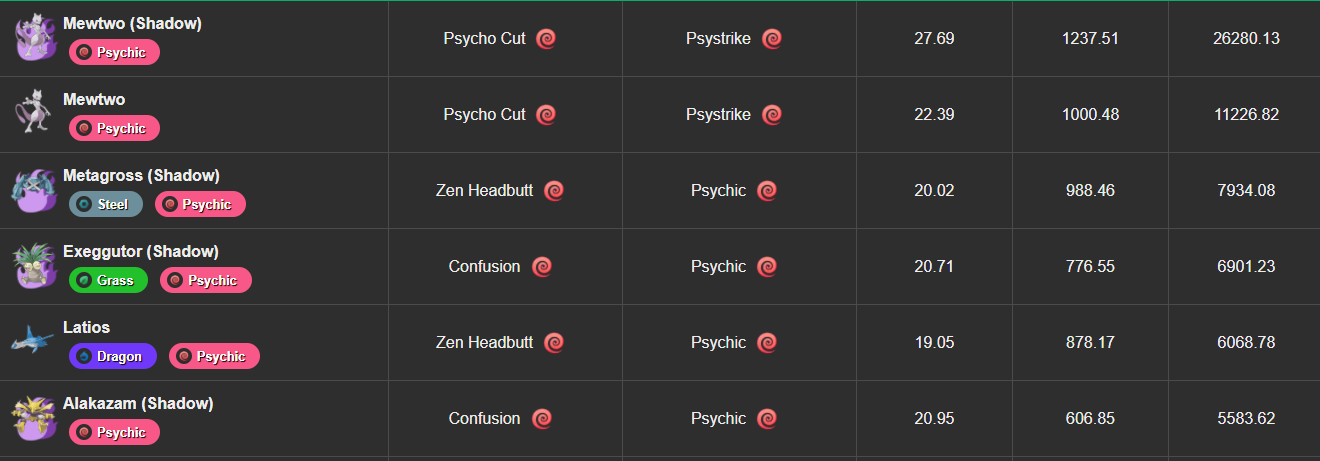 Mewtwo (Shadow)
Psychic
Psycho Cut
Psystrike
27.69
1237.51
26280.13
Mewtwo
Psychic
Psycho Cut
Psystrike
22.39
1000.48
11226.82
Metagross (Shadow)
Steel Psychic
Zen Headbutt
Psychic
20.02
988.46
7934.08
Exeggutor (Shadow)
Grass Psychic
Confusion
Psychic
20.71
776.55
6901.23
Latios
Dragon Psychic
Zen Headbutt
Psychic
19.05
878.17
6068.78
Alakazam (Shadow)
Psychic
Confusion
Psychic
20.95
606.85
5583.62